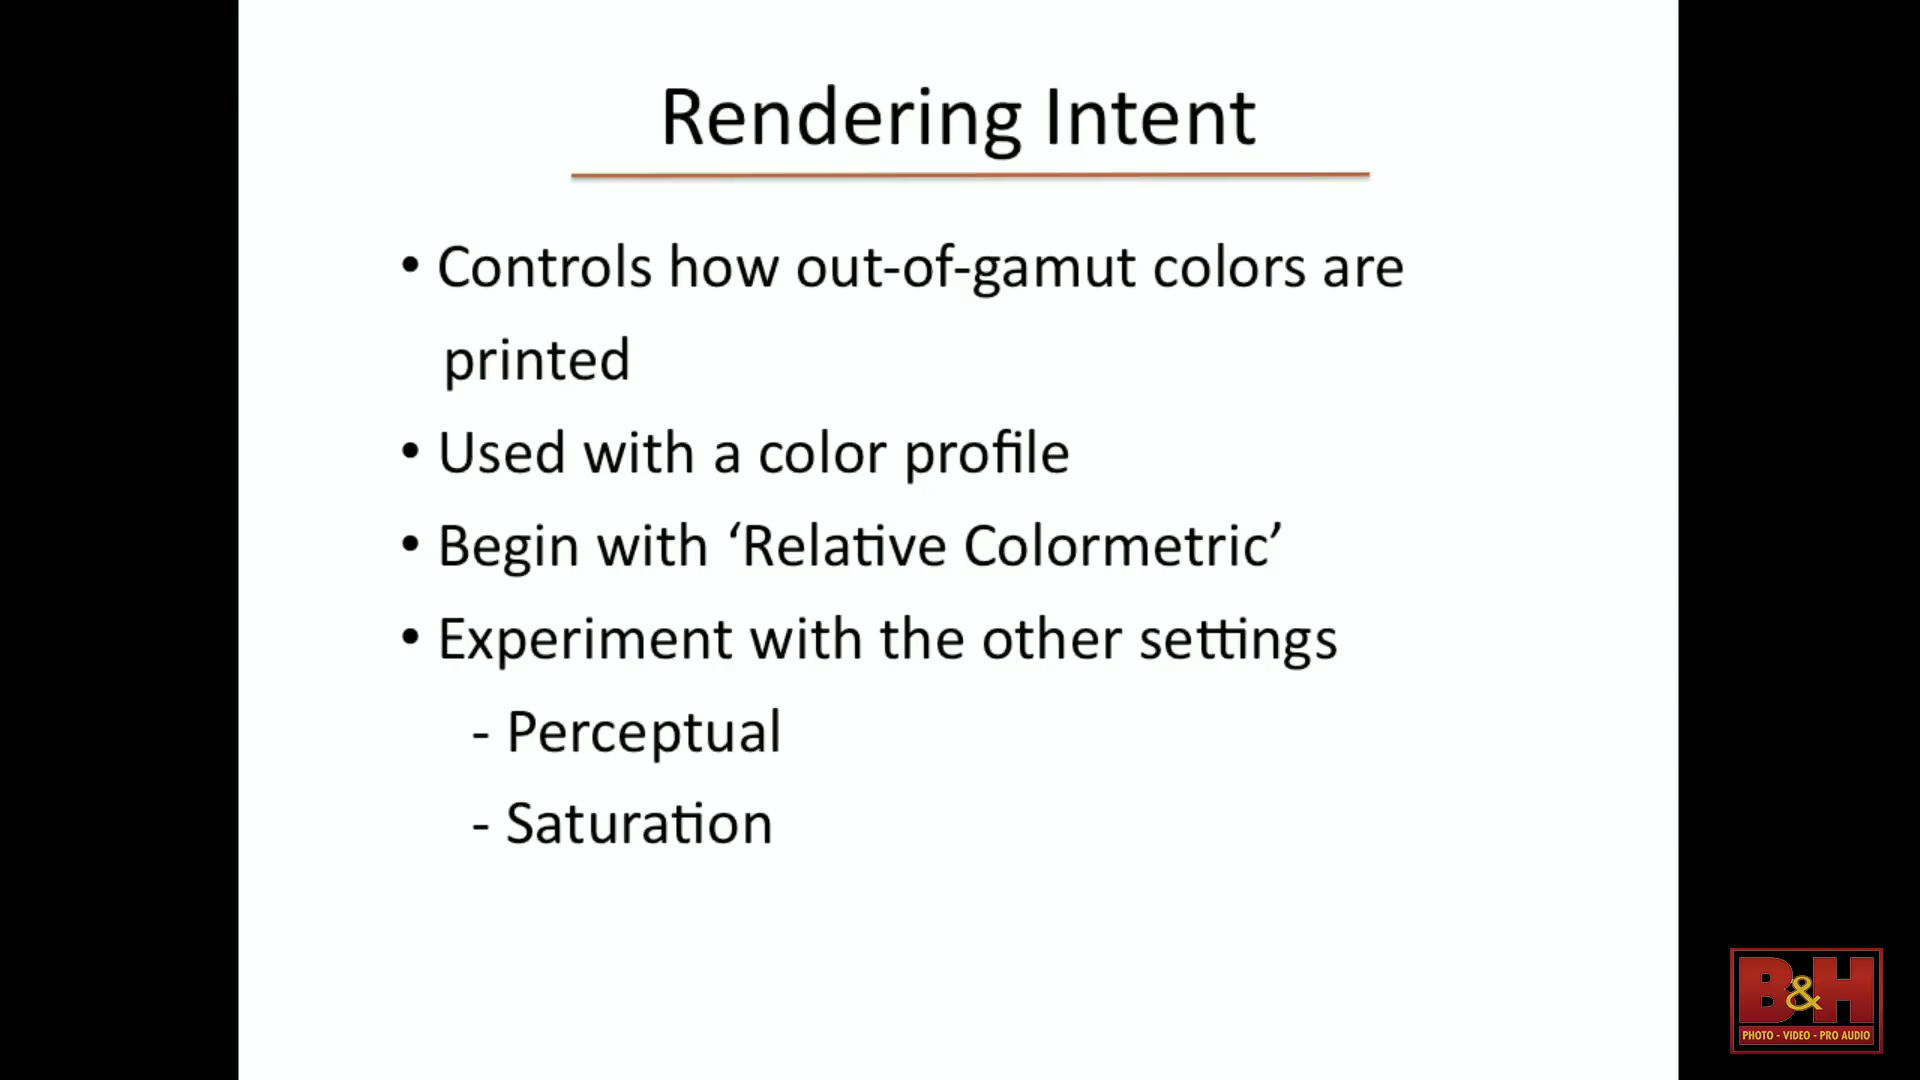 Rendering Intent
• Controls how out-of-gamut colors are
printed
• Used with a color profile
• Begin with ‘Relative Colormetric’
• Experiment with the other settings
- Perceptual
- Saturation
B&H
PHOTO - VIDEO - PRO AUDIO